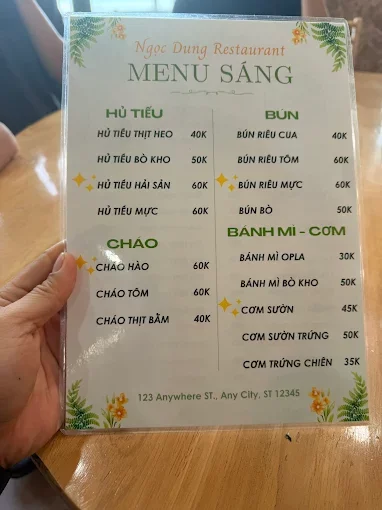 Ngọc Dung Restaurant
MENU SÁNG
HỦ TIẾU
HỦ TIẾU THỊT HEO 40K
HỦ TIẾU BÒ KHO 50K
HỦ TIẾU HẢI SẢN 60K
HỦ TIẾU MỰC 60K
CHÁO
CHÁO HÀO 60K
CHÁO TÔM 60K
CHÁO THỊT BẰM 40K
BÚN
BÚN RIÊU CUA 40K
BÚN RIÊU TÔM 60K
BÚN RIÊU MỰC 60K
BÚN BÒ 50K
BÁNH MÌ - CƠM
BÁNH MÌ OPLA 30K
BÁNH MÌ BÒ KHO 50K
CƠM SƯỜN 45K
CƠM SƯỜN TRỨNG 50K
CƠM TRỨNG CHIÊN 35K
123 Anywhere ST., Any City, ST 12345